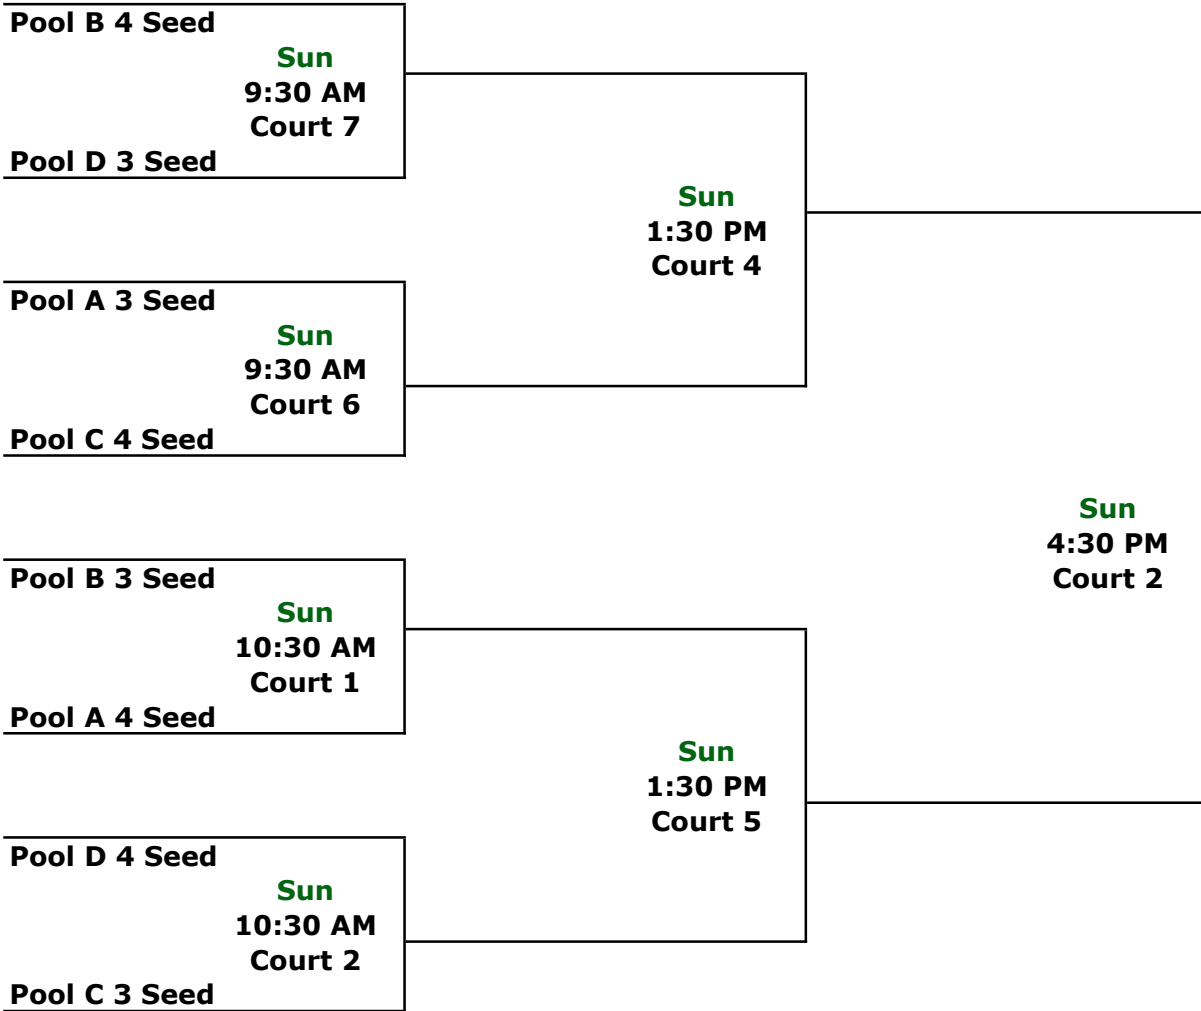 Pool B 4 Seed
Sun
9:30 AM
Court 7
Pool D 3 Seed
Sun
1:30 PM
Court 4
Pool A 3 Seed
Sun
9:30 AM
Court 6
Pool C 4 Seed
Sun
4:30 PM
Court 2
Pool B 3 Seed
Sun
10:30 AM
Court 1
Pool A 4 Seed
Sun
1:30 PM
Court 5
Pool D 4 Seed
Sun
10:30 AM
Court 2
Pool C 3 Seed